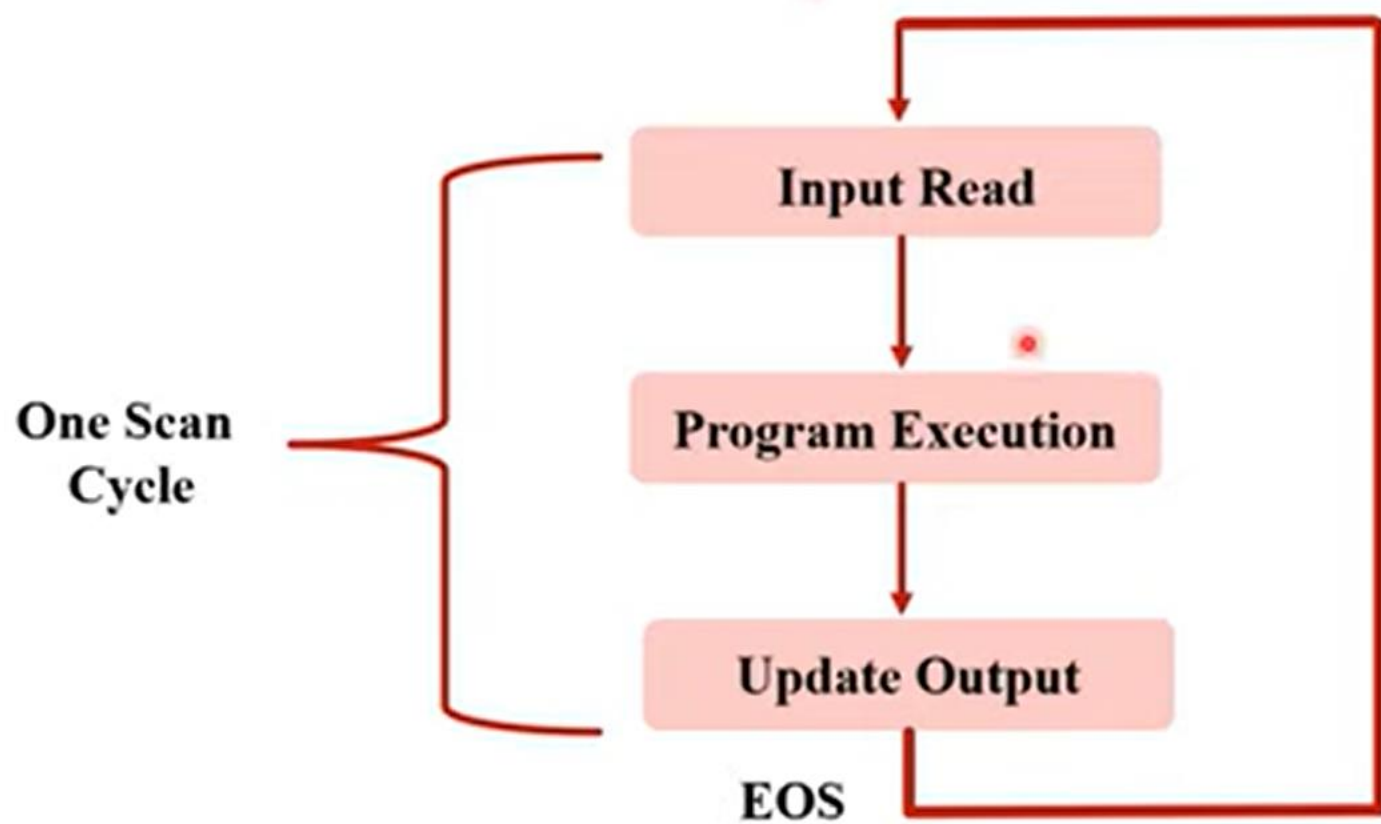 Input Read
Program Execution
One Scan
Cycle
Update Output
EOS